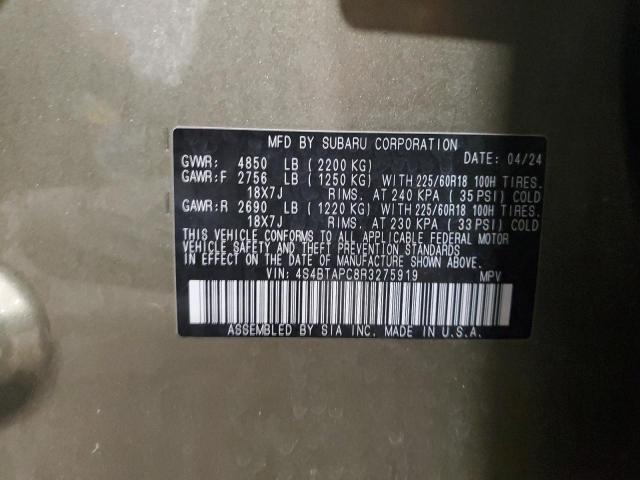 MFD BY SUBARU CORPORATION DATE: 04/24
GVWR: 4850 LB ( 2200 KG)
GAWR:F 2756 LB ( 1250 KG) WITH 225/60R18 100H TIRES.
18X7J RIMS. AT 240 KPA ( 35 PSI) COLD
GAWR:R 2690 LB ( 1220 KG) WITH 225/60R18 100H TIRES.
18X7J RIMS. AT 230 KPA ( 33 PSI) COLD
THIS VEHICLE CONFORMS TO ALL APPLICABLE FEDERAL MOTOR
VEHICLE SAFETY AND THEFT PREVENTION STANDARDS
IN EFFECT ON THE DATE OF MANUFACTURE SHOWN ABOVE.
VIN: 4S4BTAPC8R3275919 MPV
ASSEMBLED BY SIA INC. MADE IN U.S.A.